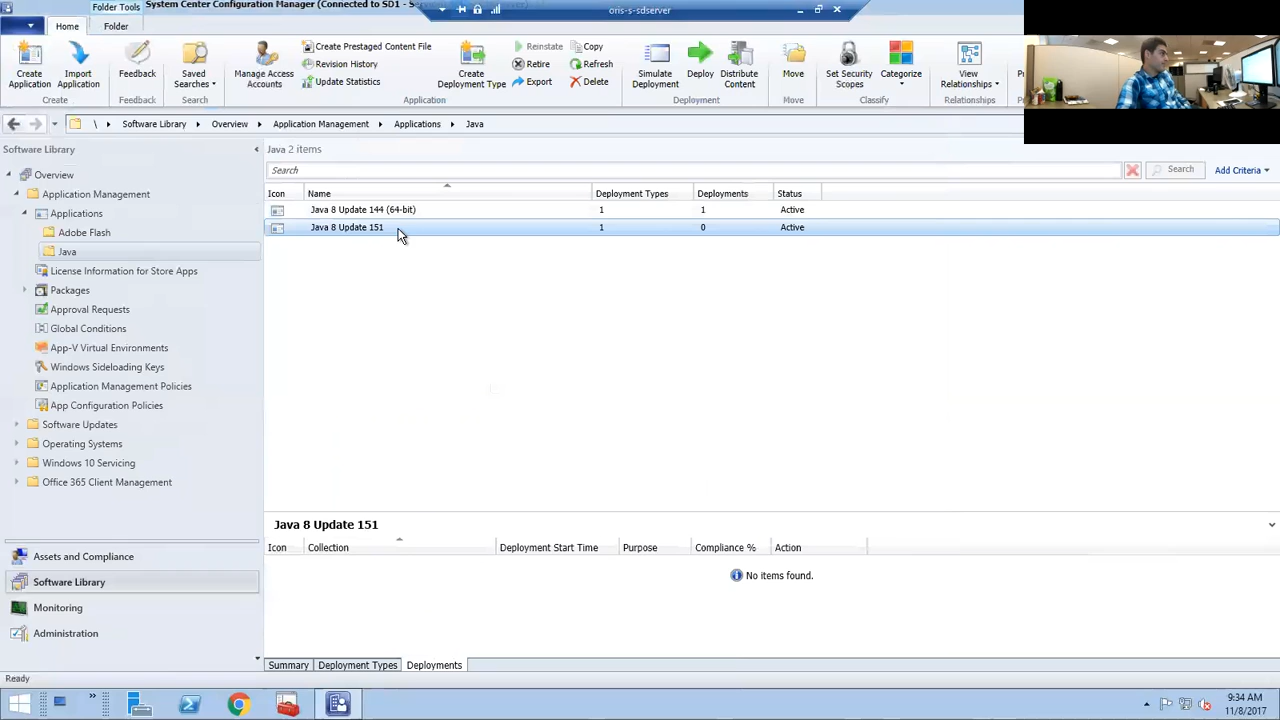 Folder Tools
System Center Configuration Manager (Connected to SD1 - S
oris-s-sdserver
Home
Folder
Create Application
Import Application
Create
Feedback
Feedback
Saved Searches
Search
Manage Access Accounts
Create Prestaged Content File
Revision History
Update Statistics
Create Deployment Type
Reinstate
Retire
Export
Copy
Refresh
Delete
Application
Simulate Deployment
Deploy
Distribute Content
Deployment
Move
Move
Set Security Scopes
Categorize
Classify
View Relationships
Relationships
\ Software Library Overview Application Management Applications Java
Software Library
Overview
Application Management
Applications
Adobe Flash
Java
License Information for Store Apps
Packages
Approval Requests
Global Conditions
App-V Virtual Environments
Windows Sideloading Keys
Application Management Policies
App Configuration Policies
Software Updates
Operating Systems
Windows 10 Servicing
Office 365 Client Management
Assets and Compliance
Software Library
Monitoring
Administration
Java 2 items
Search
Search
Add Criteria
Icon Name Deployment Types Deployments Status
Java 8 Update 144 (64-bit) 1 1 Active
Java 8 Update 151 1 0 Active
Java 8 Update 151
Icon Collection Deployment Start Time Purpose Compliance % Action
No items found.
Summary Deployment Types Deployments
Ready
9:34 AM
11/8/2017